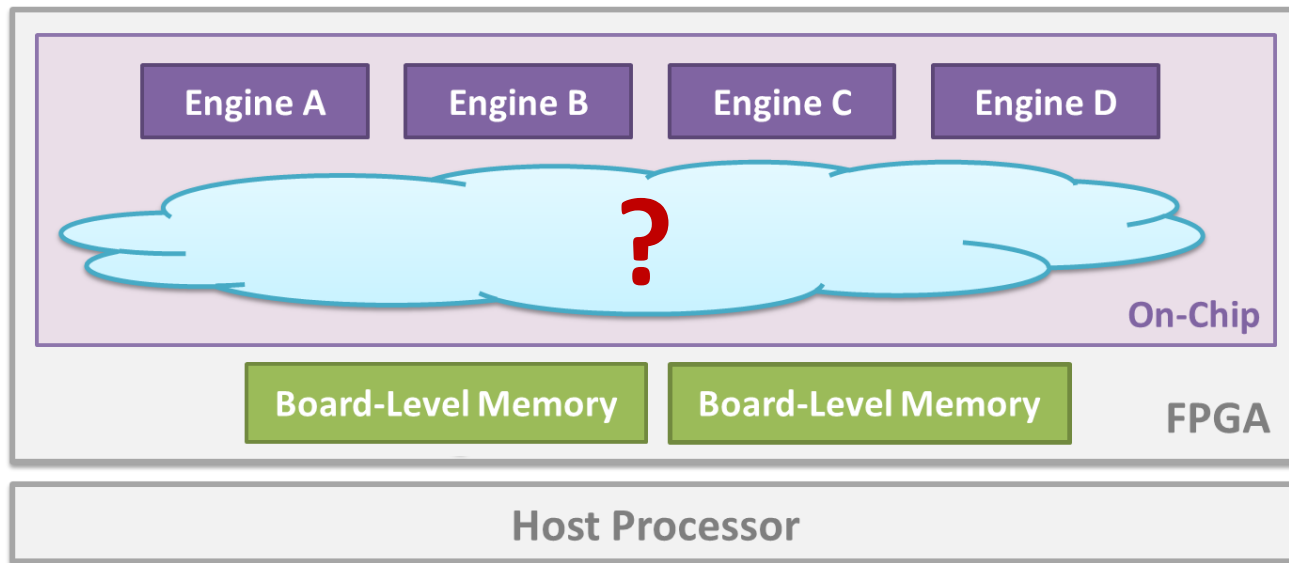 Engine A
Engine B
Engine C
Engine D
?
On-Chip
Board-Level Memory
Board-Level Memory
FPGA
Host Processor